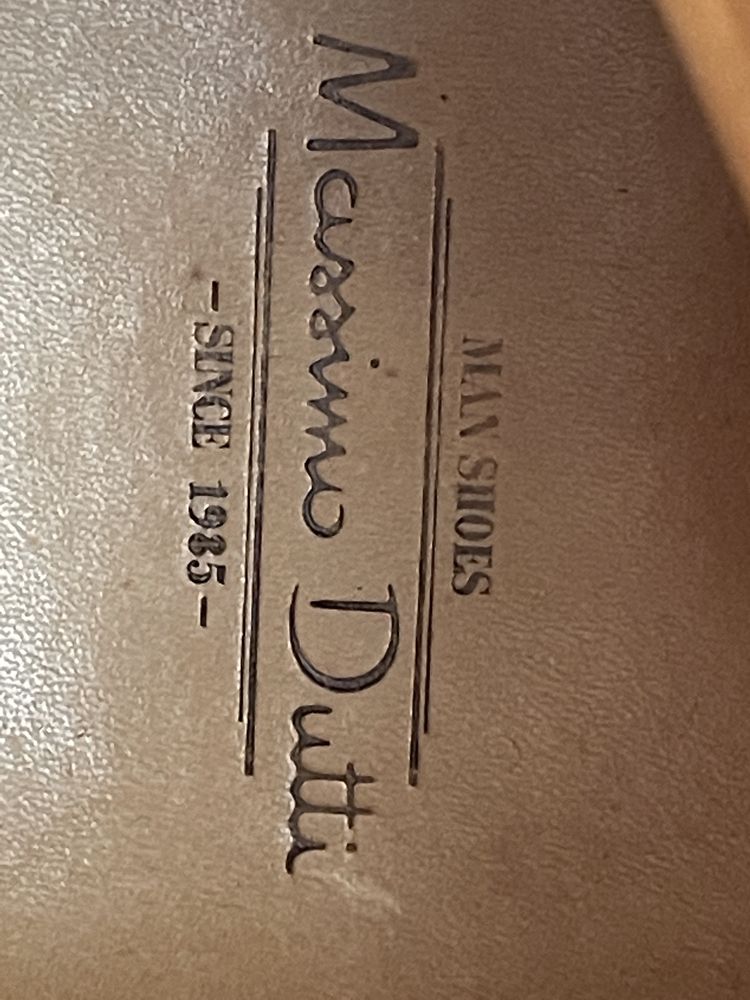 MAN SHOES
Massimo Dutti
-SINCE 1985-